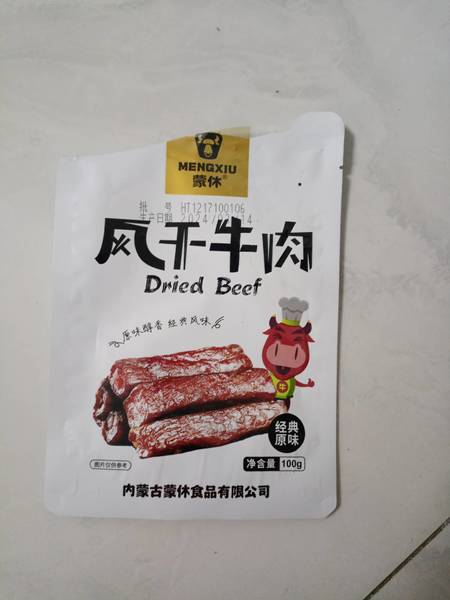 MENGXIU
蒙休®
批 号 HT1217100106
生产日期
风干牛肉
Dried Beef
原味醇香 经典风味
牛
经典
原味
图片仅供参考
净含量 100g
内蒙古蒙休食品有限公司